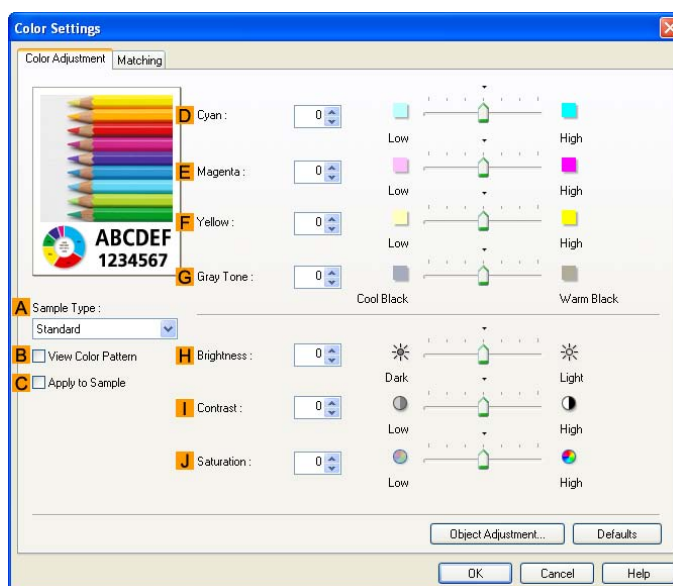 Color Settings
Color Adjustment Matching
D Cyan : 0
Low High
E Magenta : 0
Low High
F Yellow : 0
Low High
ABCDEF
1234567
G Gray Tone : 0
Cool Black Warm Black
A Sample Type :
Standard
B View Color Pattern
C Apply to Sample
H Brightness : 0
Dark Light
I Contrast : 0
Low High
J Saturation : 0
Low High
Object Adjustment... Defaults
OK Cancel Help